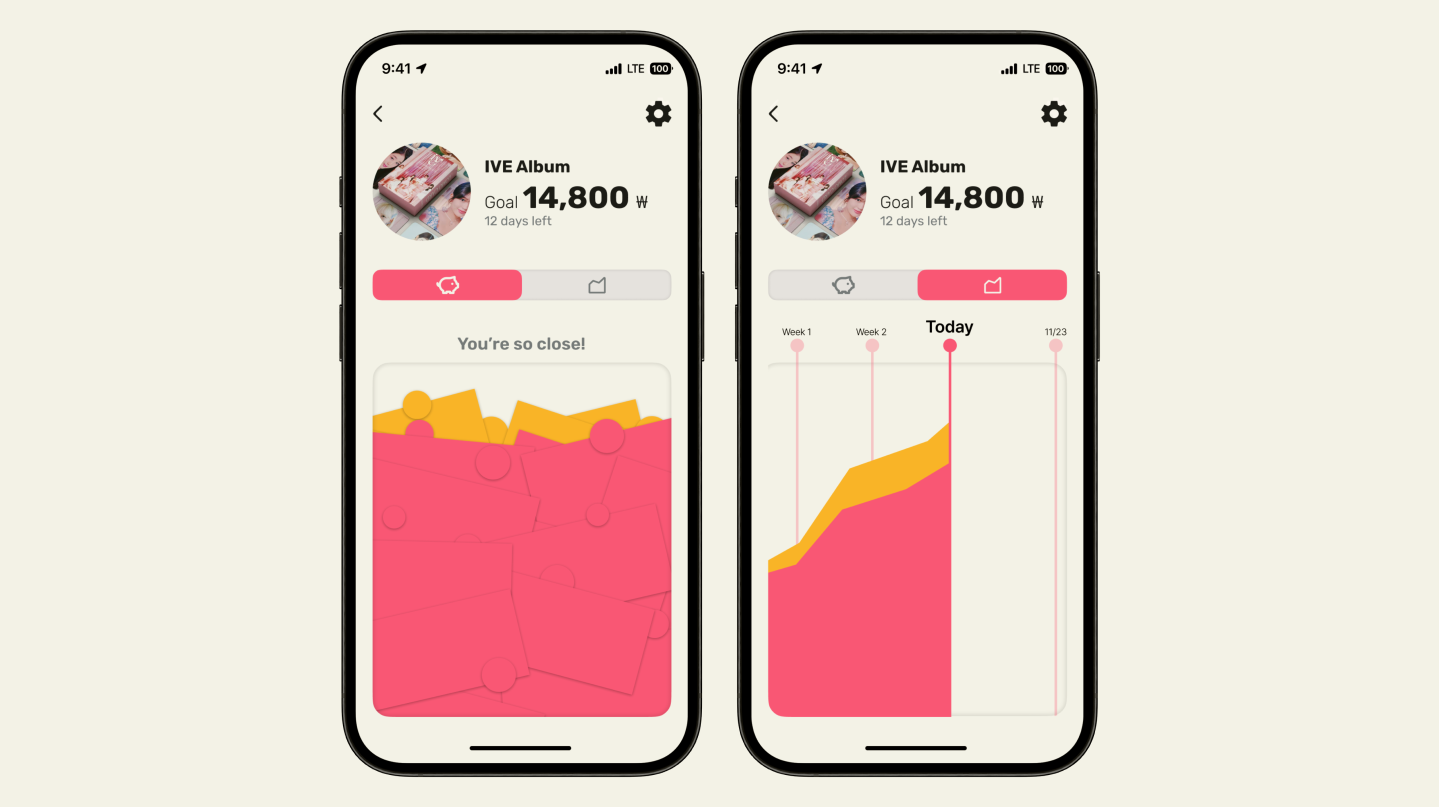 9:41 LTE 100
IVE Album
Goal 14,800 ₩
12 days left
You're so close!
9:41 LTE 100
IVE Album
Goal 14,800 ₩
12 days left
Week 1 Week 2 Today 11/23